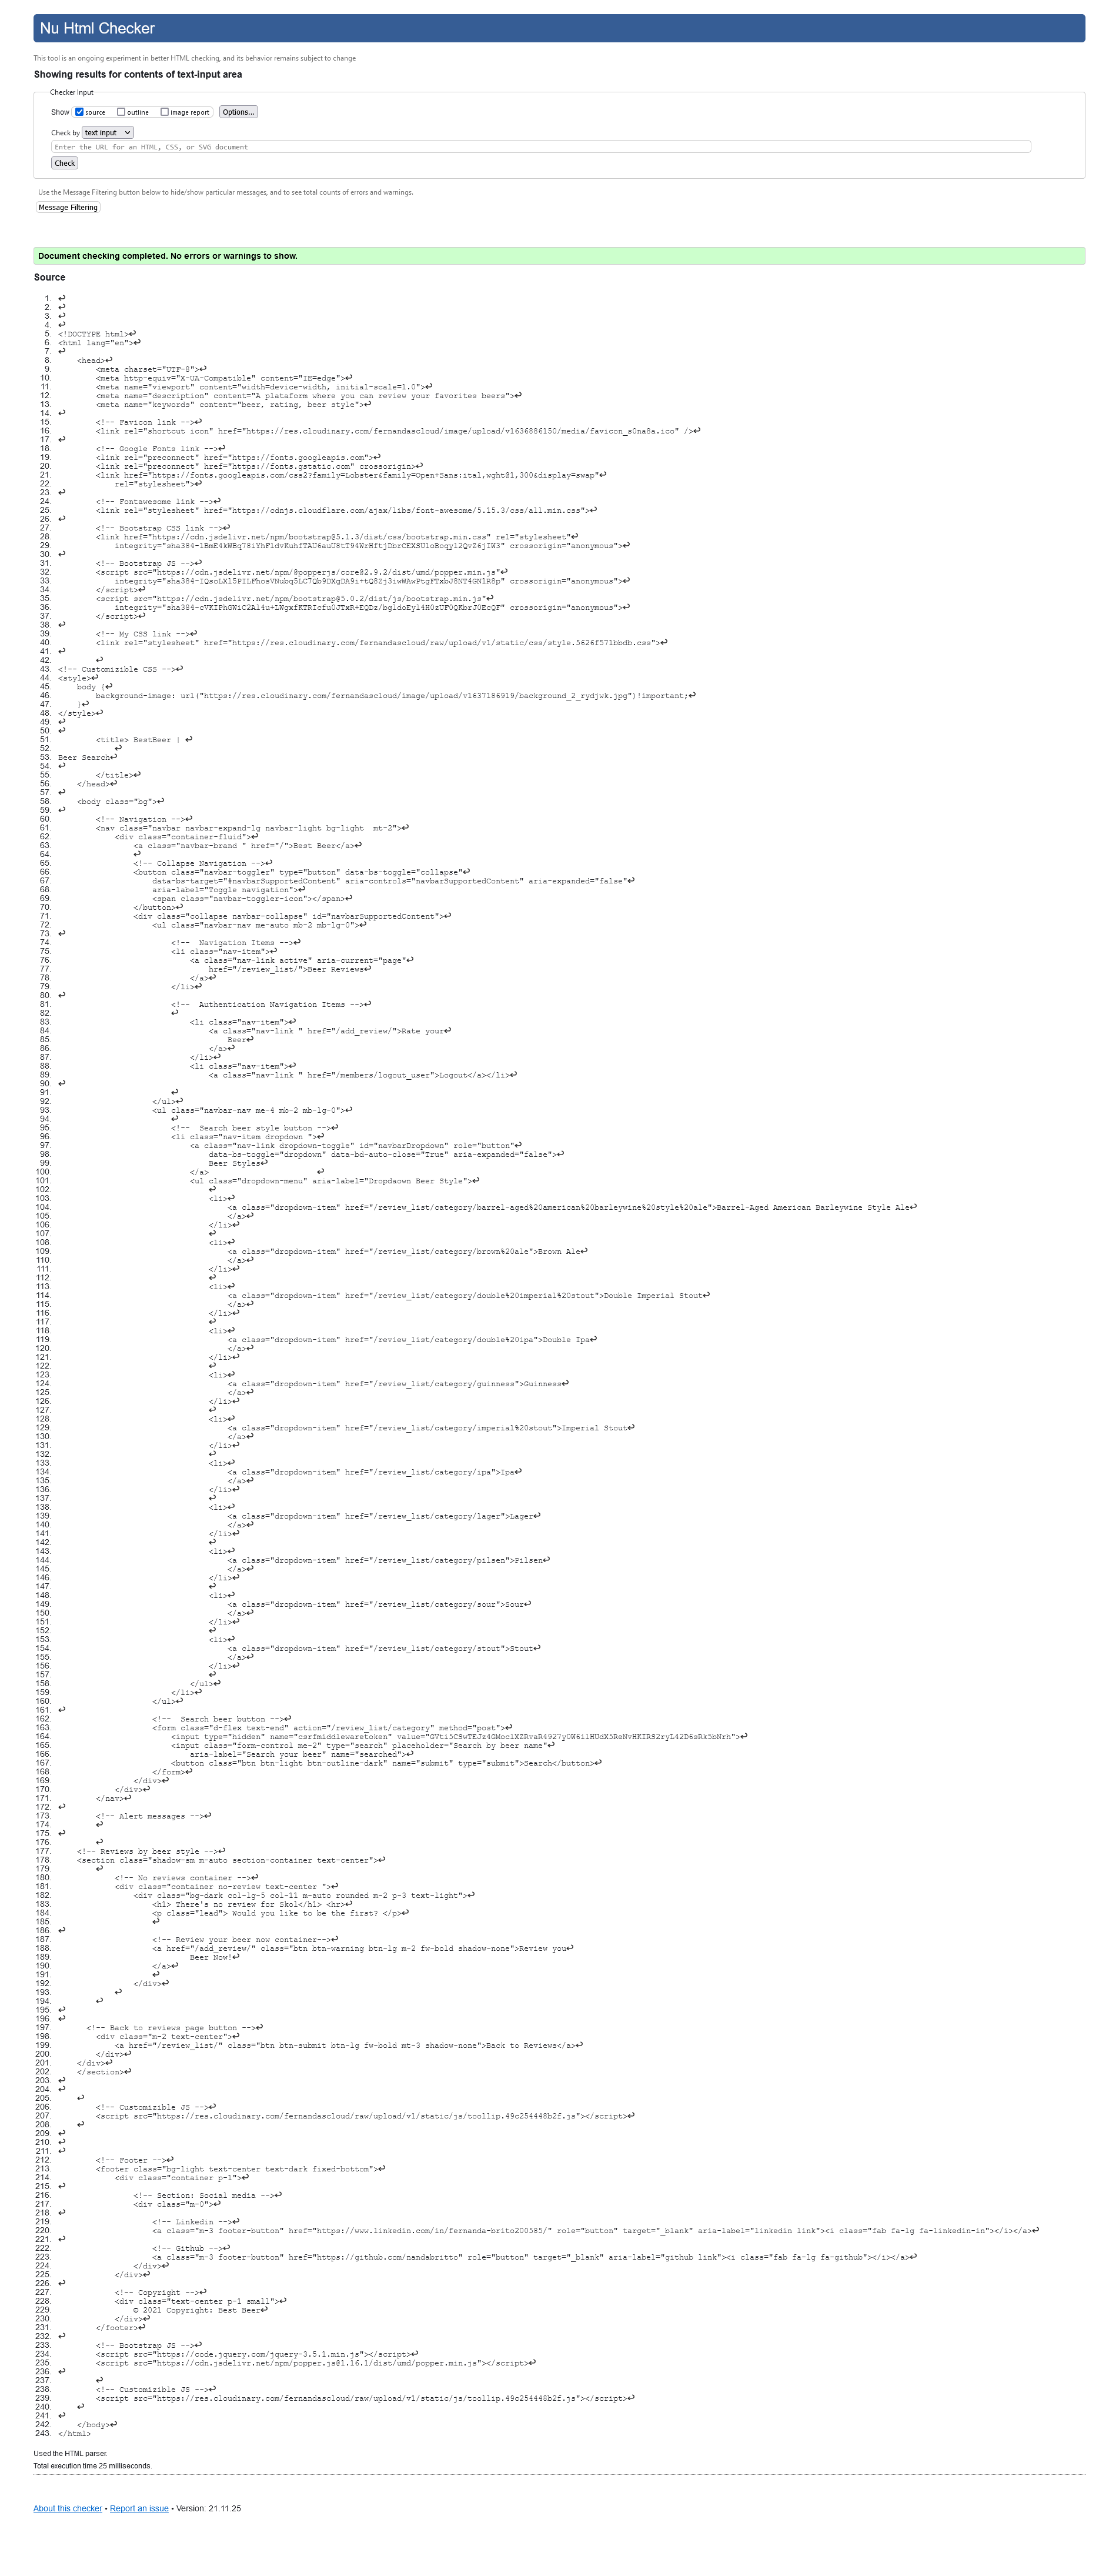 Nu Html Checker
This tool is an ongoing experiment in better HTML checking, and its behavior remains subject to change
Showing results for contents of text-input area
Checker Input
Show source outline image report Options...
Check by text input
Enter the URL for an HTML, CSS, or SVG document
Check
Use the Message Filtering button below to hide/show particular messages, and to see total counts of errors and warnings.
Message Filtering
Document checking completed. No errors or warnings to show.
Source
1. ↩
2. ↩
3. ↩
4. ↩
5. <!DOCTYPE html>↩
6. <html lang="en">↩
7. ↩
8. <head>↩
9. <meta charset="UTF-8">↩
10. <meta http-equiv="X-UA-Compatible" content="IE=edge">↩
11. <meta name="viewport" content="width=device-width, initial-scale=1.0">↩
12. <meta name="description" content="A plataform where you can review your favorites beers">↩
13. <meta name="keywords" content="beer, rating, beer style">↩
14. ↩
15. <!-- Favicon link -->↩
16. <link rel="shortcut icon" href="https://res.cloudinary.com/fernandascloud/image/upload/v1636886150/media/favicon_s0na8a.ico" />↩
17. ↩
18. <!-- Google Fonts link -->↩
19. <link rel="preconnect" href="https://fonts.googleapis.com">↩
20. <link rel="preconnect" href="https://fonts.gstatic.com" crossorigin>↩
21. <link href="https://fonts.googleapis.com/css2?family=Lobster&family=Open+Sans:ital,wght@1,300&display=swap"↩
22. rel="stylesheet">↩
23. ↩
24. <!-- Fontawesome link -->↩
25. <link rel="stylesheet" href="https://cdnjs.cloudflare.com/ajax/libs/font-awesome/5.15.3/css/all.min.css">↩
26. ↩
27. <!-- Bootstrap CSS link -->↩
28. <link href="https://cdn.jsdelivr.net/npm/bootstrap@5.1.3/dist/css/bootstrap.min.css" rel="stylesheet"↩
29. integrity="sha384-1BmE4kWBq78iYhFldvKuhfTAU6auU8tT94WrHftjDbrCEXSU1oBoqyl2QvZ6jIW3" crossorigin="anonymous">↩
30. ↩
31. <!-- Bootstrap JS -->↩
32. <script src="https://cdn.jsdelivr.net/npm/@popperjs/core@2.9.2/dist/umd/popper.min.js"↩
33. integrity="sha384-IQsoLXl5PILFhosVNubq5LC7Qb9DXgDA9i+tQ8Zj3iwWAwPtgFTxbJ8NT4GN1R8p" crossorigin="anonymous">↩
34. </script>↩
35. <script src="https://cdn.jsdelivr.net/npm/bootstrap@5.0.2/dist/js/bootstrap.min.js"↩
36. integrity="sha384-cVKIPhGWiC2Al4u+LWgxfKTRIcfu0JTxR+EQDz/bgldoEyl4H0zUF0QKbrJ0EcQF" crossorigin="anonymous">↩
37. </script>↩
38. ↩
39. <!-- My CSS link -->↩
40. <link rel="stylesheet" href="https://res.cloudinary.com/fernandascloud/raw/upload/v1/static/css/style.5626f571bbdb.css">↩
41. ↩
42. ↩
43. <!-- Customizible CSS -->↩
44. <style>↩
45. body {↩
46. background-image: url("https://res.cloudinary.com/fernandascloud/image/upload/v1637186919/background_2_rydjwk.jpg")!important;↩
47. }↩
48. </style>↩
49. ↩
50. ↩
51. <title> BestBeer | ↩
52. ↩
53. Beer Search↩
54. ↩
55. </title>↩
56. </head>↩
57. ↩
58. <body class="bg">↩
59. ↩
60. <!-- Navigation -->↩
61. <nav class="navbar navbar-expand-lg navbar-light bg-light  mt-2">↩
62. <div class="container-fluid">↩
63. <a class="navbar-brand " href="/">Best Beer</a>↩
64. ↩
65. <!-- Collapse Navigation -->↩
66. <button class="navbar-toggler" type="button" data-bs-toggle="collapse"↩
67. data-bs-target="#navbarSupportedContent" aria-controls="navbarSupportedContent" aria-expanded="false"↩
68. aria-label="Toggle navigation">↩
69. <span class="navbar-toggler-icon"></span>↩
70. </button>↩
71. <div class="collapse navbar-collapse" id="navbarSupportedContent">↩
72. <ul class="navbar-nav me-auto mb-2 mb-lg-0">↩
73. ↩
74. <!--  Navigation Items -->↩
75. <li class="nav-item">↩
76. <a class="nav-link active" aria-current="page"↩
77. href="/review_list/">Beer Reviews↩
78. </a>↩
79. </li>↩
80. ↩
81. <!--  Authentication Navigation Items -->↩
82. ↩
83. <li class="nav-item">↩
84. <a class="nav-link " href="/add_review/">Rate your↩
85. Beer↩
86. </a>↩
87. </li>↩
88. <li class="nav-item">↩
89. <a class="nav-link " href="/members/logout_user">Logout</a></li>↩
90. ↩
91. ↩
92. </ul>↩
93. <ul class="navbar-nav me-4 mb-2 mb-lg-0">↩
94. ↩
95. <!--  Search beer style button -->↩
96. <li class="nav-item dropdown ">↩
97. <a class="nav-link dropdown-toggle" id="navbarDropdown" role="button"↩
98. data-bs-toggle="dropdown" data-bd-auto-close="True" aria-expanded="false">↩
99. Beer Styles↩
100. </a> ↩
101. <ul class="dropdown-menu" aria-label="Dropdaown Beer Style">↩
102. ↩
103. <li>↩
104. <a class="dropdown-item" href="/review_list/category/barrel-aged%20american%20barleywine%20style%20ale">Barrel-Aged American Barleywine Style Ale↩
105. </a>↩
106. </li>↩
107. ↩
108. <li>↩
109. <a class="dropdown-item" href="/review_list/category/brown%20ale">Brown Ale↩
110. </a>↩
111. </li>↩
112. ↩
113. <li>↩
114. <a class="dropdown-item" href="/review_list/category/double%20imperial%20stout">Double Imperial Stout↩
115. </a>↩
116. </li>↩
117. ↩
118. <li>↩
119. <a class="dropdown-item" href="/review_list/category/double%20ipa">Double Ipa↩
120. </a>↩
121. </li>↩
122. ↩
123. <li>↩
124. <a class="dropdown-item" href="/review_list/category/guinness">Guinness↩
125. </a>↩
126. </li>↩
127. ↩
128. <li>↩
129. <a class="dropdown-item" href="/review_list/category/imperial%20stout">Imperial Stout↩
130. </a>↩
131. </li>↩
132. ↩
133. <li>↩
134. <a class="dropdown-item" href="/review_list/category/ipa">Ipa↩
135. </a>↩
136. </li>↩
137. ↩
138. <li>↩
139. <a class="dropdown-item" href="/review_list/category/lager">Lager↩
140. </a>↩
141. </li>↩
142. ↩
143. <li>↩
144. <a class="dropdown-item" href="/review_list/category/pilsen">Pilsen↩
145. </a>↩
146. </li>↩
147. ↩
148. <li>↩
149. <a class="dropdown-item" href="/review_list/category/sour">Sour↩
150. </a>↩
151. </li>↩
152. ↩
153. <li>↩
154. <a class="dropdown-item" href="/review_list/category/stout">Stout↩
155. </a>↩
156. </li>↩
157. ↩
158. </ul>↩
159. </li>↩
160. </ul>↩
161. ↩
162. <!--  Search beer button -->↩
163. <form class="d-flex text-end" action="/review_list/category" method="post">↩
164. <input type="hidden" name="csrfmiddlewaretoken" value="GVti5CSwTEJz4GMoclXZRvaR4927y0W6ilHUdX5ReNvHKIRS2ryL42D6sRk5bNrh">↩
165. <input class="form-control me-2" type="search" placeholder="Search by beer name"↩
166. aria-label="Search your beer" name="searched">↩
167. <button class="btn btn-light btn-outline-dark" name="submit" type="submit">Search</button>↩
168. </form>↩
169. </div>↩
170. </div>↩
171. </nav>↩
172. ↩
173. <!-- Alert messages -->↩
174. ↩
175. ↩
176. ↩
177. <!-- Reviews by beer style -->↩
178. <section class="shadow-sm m-auto section-container text-center">↩
179. ↩
180. <!-- No reviews container -->↩
181. <div class="container no-review text-center ">↩
182. <div class="bg-dark col-lg-5 col-11 m-auto rounded m-2 p-3 text-light">↩
183. <h1> There's no review for Skol</h1> <hr>↩
184. <p class="lead"> Would you like to be the first? </p>↩
185. ↩
186. ↩
187. <!-- Review your beer now container-->↩
188. <a href="/add_review/" class="btn btn-warning btn-lg m-2 fw-bold shadow-none">Review you↩
189. Beer Now!↩
190. </a>↩
191. ↩
192. </div>↩
193. ↩
194. ↩
195. ↩
196. ↩
197. <!-- Back to reviews page button -->↩
198. <div class="m-2 text-center">↩
199. <a href="/review_list/" class="btn btn-submit btn-lg fw-bold mt-3 shadow-none">Back to Reviews</a>↩
200. </div>↩
201. </div>↩
202. </section>↩
203. ↩
204. ↩
205. ↩
206. <!-- Customizible JS -->↩
207. <script src="https://res.cloudinary.com/fernandascloud/raw/upload/v1/static/js/toollip.49c254448b2f.js"></script>↩
208. ↩
209. ↩
210. ↩
211. ↩
212. <!-- Footer -->↩
213. <footer class="bg-light text-center text-dark fixed-bottom">↩
214. <div class="container p-1">↩
215. ↩
216. <!-- Section: Social media -->↩
217. <div class="m-0">↩
218. ↩
219. <!-- Linkedin -->↩
220. <a class="m-3 footer-button" href="https://www.linkedin.com/in/fernanda-brito200585/" role="button" target="_blank" aria-label="linkedin link"><i class="fab fa-lg fa-linkedin-in"></i></a>↩
221. ↩
222. <!-- Github -->↩
223. <a class="m-3 footer-button" href="https://github.com/nandabritto" role="button" target="_blank" aria-label="github link"><i class="fab fa-lg fa-github"></i></a>↩
224. </div>↩
225. </div>↩
226. ↩
227. <!-- Copyright -->↩
228. <div class="text-center p-1 small">↩
229. © 2021 Copyright: Best Beer↩
230. </div>↩
231. </footer>↩
232. ↩
233. <!-- Bootstrap JS -->↩
234. <script src="https://code.jquery.com/jquery-3.5.1.min.js"></script>↩
235. <script src="https://cdn.jsdelivr.net/npm/popper.js@1.16.1/dist/umd/popper.min.js"></script>↩
236. ↩
237. ↩
238. <!-- Customizible JS -->↩
239. <script src="https://res.cloudinary.com/fernandascloud/raw/upload/v1/static/js/toollip.49c254448b2f.js"></script>↩
240. ↩
241. ↩
242. </body>↩
243. </html>
Used the HTML parser.
Total execution time 25 milliseconds.
About this checker • Report an issue • Version: 21.11.25